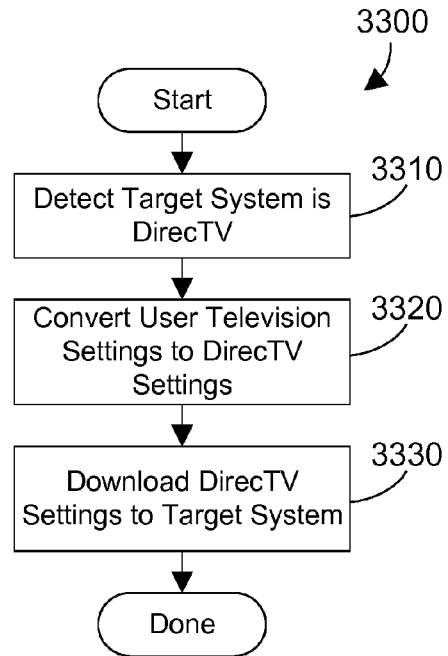 3300
Start
3310
Detect Target System is
DirecTV
3320
Convert User Television
Settings to DirecTV
Settings
3330
Download DirecTV
Settings to Target System
Done